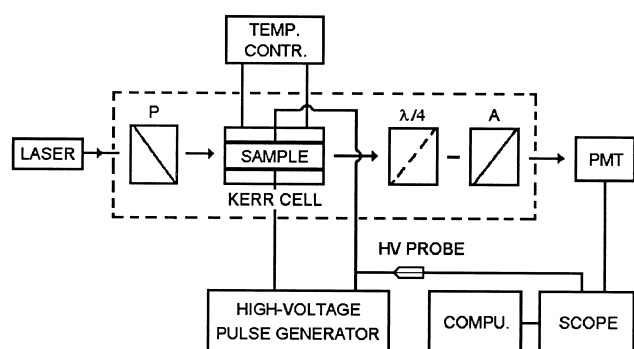 TEMP.
CONTR.
P
λ/4
A
LASER
SAMPLE
PMT
KERR CELL
HV PROBE
HIGH-VOLTAGE
PULSE GENERATOR
COMPU.
SCOPE